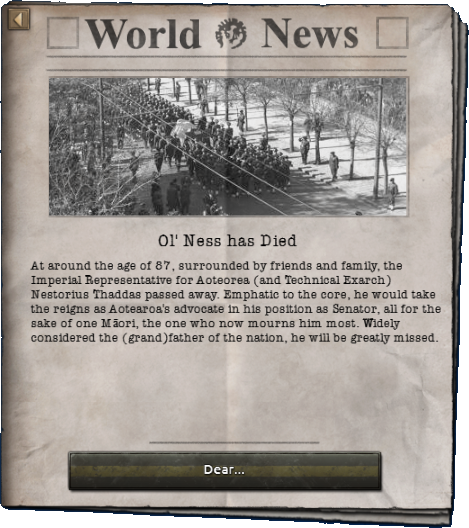 World News
Ol' Ness has Died
At around the age of 87, surrounded by friends and family, the
Imperial Representative for Aoteorea (and Technical Exarch)
Nestorius Thaddas passed away. Emphatic to the core, he would take
the reigns as Aotearoa's advocate in his position as Senator, all for the
sake of one Māori, the one who now mourns him most. Widely
considered the (grand)father of the nation, he will be greatly missed.
Dear...